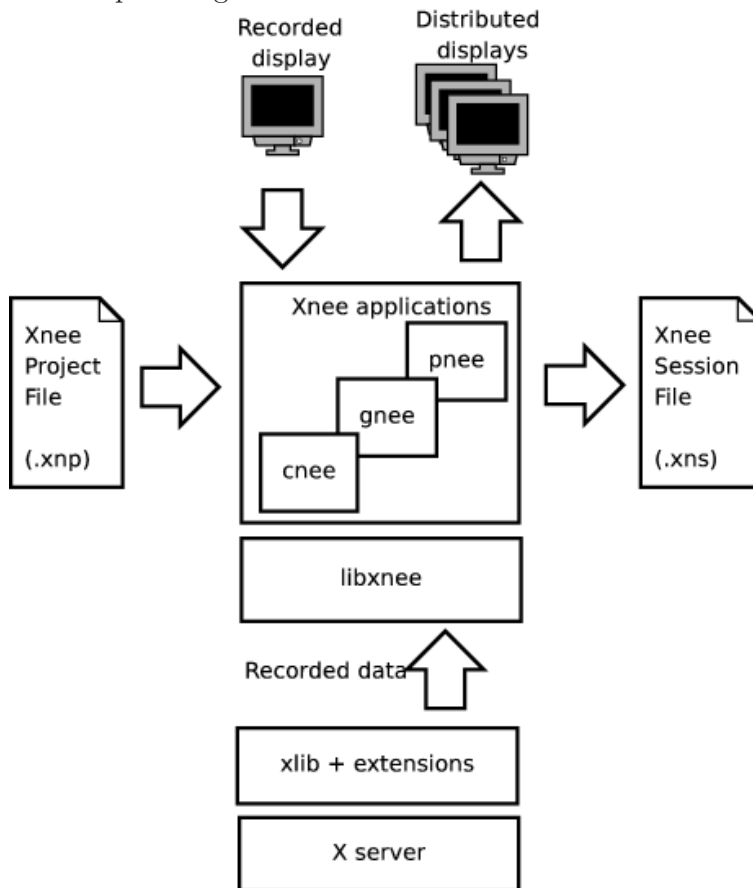 Recorded
display
Distributed
displays
Xnee applications
Xnee
Project
File
(.xnp)
pnee
gnee
cnee
Xnee
Session
File
(.xns)
libxnee
Recorded data
xlib + extensions
X server